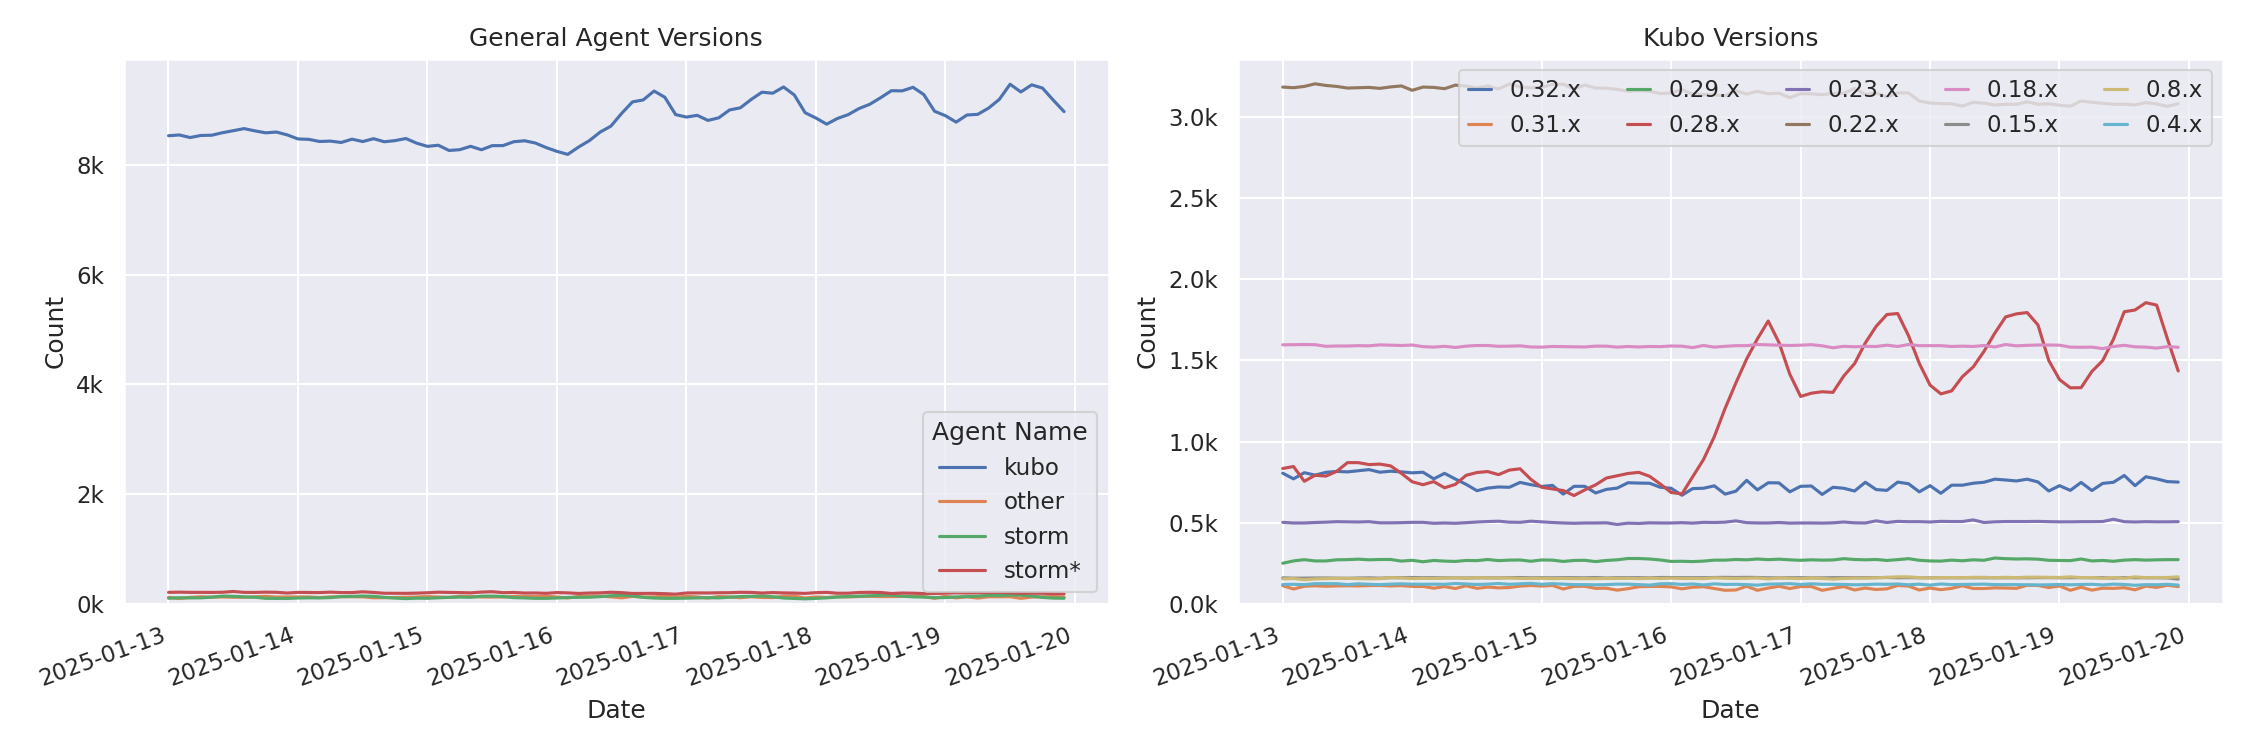 General Agent Versions
Count
8k
6k
4k
2k
0k
Agent Name
kubo
other
storm
storm*
2025-01-13
2025-01-14
2025-01-15
2025-01-16
2025-01-17
2025-01-18
2025-01-19
2025-01-20
Date
Kubo Versions
Count
3.0k
2.5k
2.0k
1.5k
1.0k
0.5k
0.0k
0.32.x 0.29.x 0.23.x 0.18.x 0.8.x
0.31.x 0.28.x 0.22.x 0.15.x 0.4.x
2025-01-13
2025-01-14
2025-01-15
2025-01-16
2025-01-17
2025-01-18
2025-01-19
2025-01-20
Date